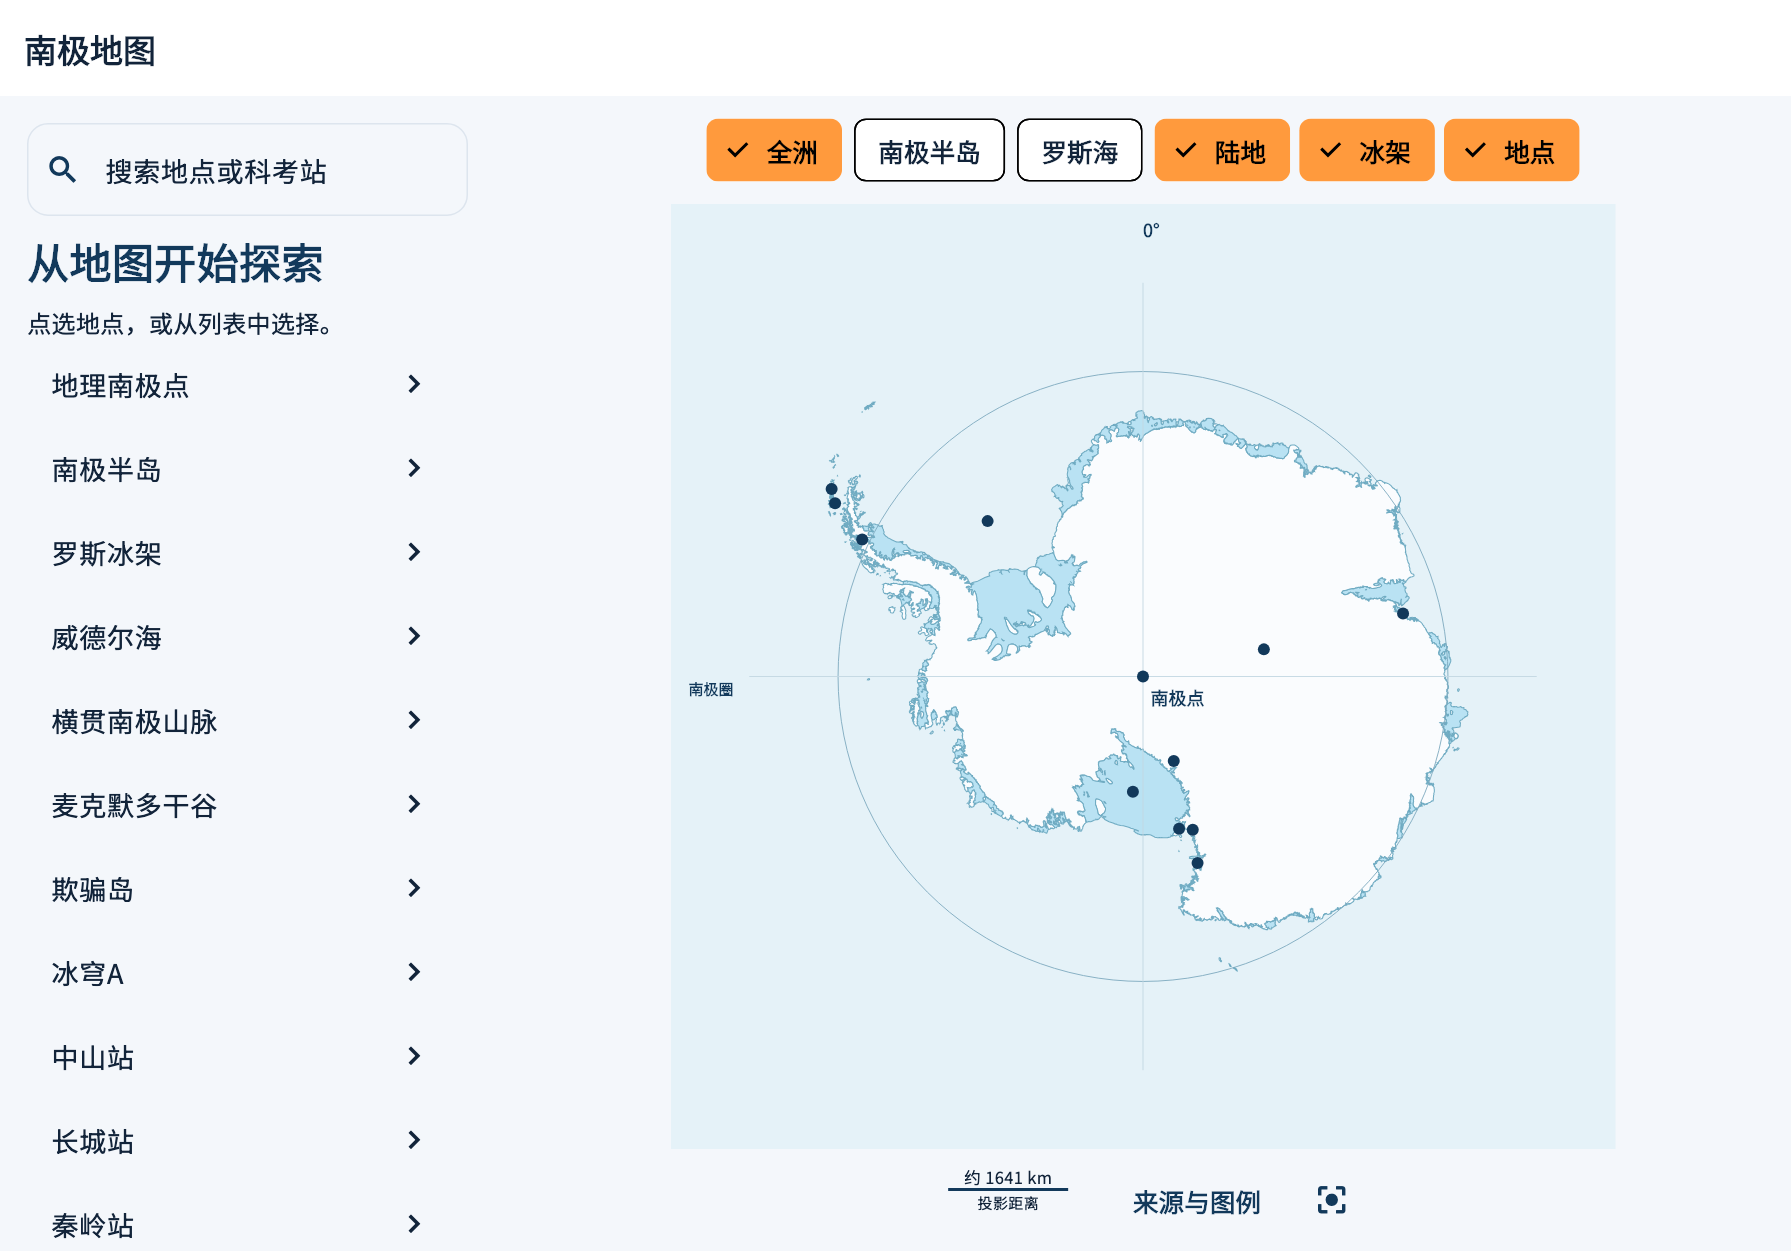 南极地图
搜索地点或科考站
从地图开始探索
点选地点，或从列表中选择。
地理南极点
南极半岛
罗斯冰架
威德尔海
横贯南极山脉
麦克默多干谷
欺骗岛
冰穹A
中山站
长城站
秦岭站
全洲
南极半岛
罗斯海
陆地
冰架
地点
0°
南极圈
南极点
约 1641 km
投影距离
来源与图例